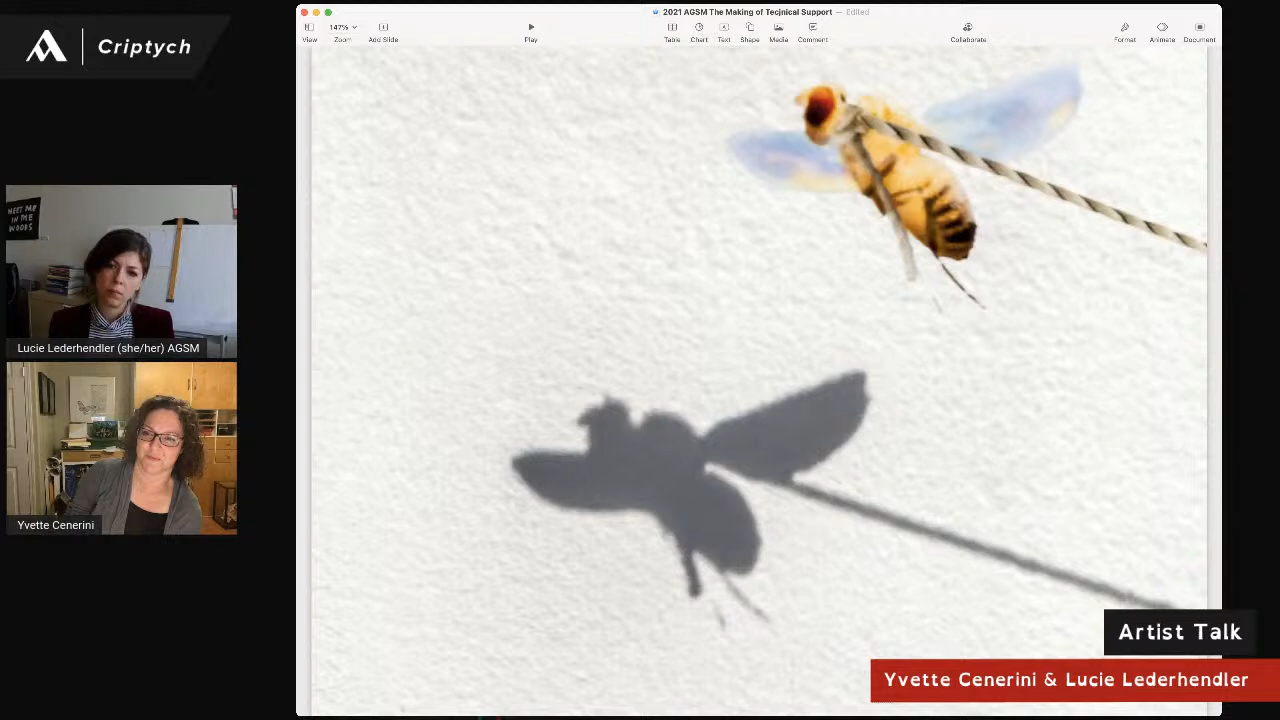 Criptych
2021 AGSM The Making of Tecjnical Support — Edited
147%
View
Zoom
Add Slide
Play
Table
Chart
Text
Shape
Media
Comment
Collaborate
Format
Animate
Document
MEET ME
IN THE
WOODS
Lucie Lederhendler (she/her) AGSM
Yvette Cenerini
Artist Talk
Yvette Cenerini & Lucie Lederhendler